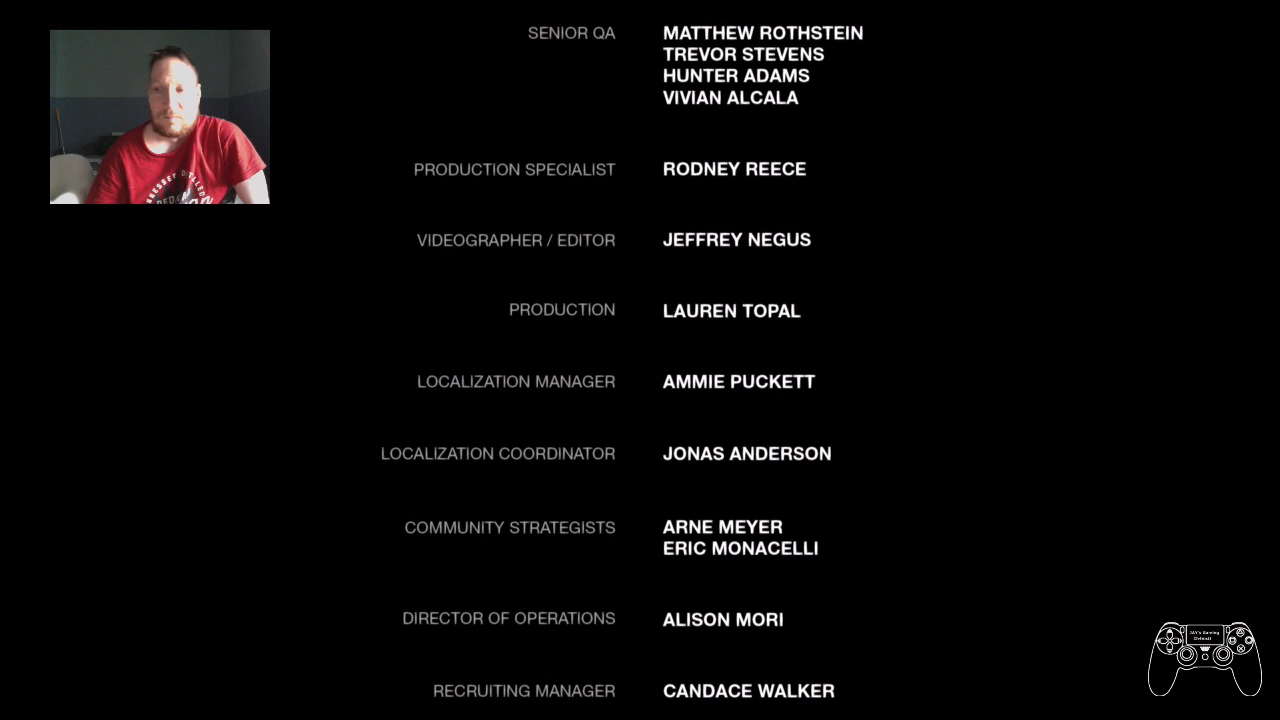 SENIOR QA MATTHEW ROTHSTEIN
TREVOR STEVENS
HUNTER ADAMS
VIVIAN ALCALA
PRODUCTION SPECIALIST RODNEY REECE
VIDEOGRAPHER / EDITOR JEFFREY NEGUS
PRODUCTION LAUREN TOPAL
LOCALIZATION MANAGER AMMIE PUCKETT
LOCALIZATION COORDINATOR JONAS ANDERSON
COMMUNITY STRATEGISTS ARNE MEYER
ERIC MONACELLI
DIRECTOR OF OPERATIONS ALISON MORI
RECRUITING MANAGER CANDACE WALKER
JAY's Gaming